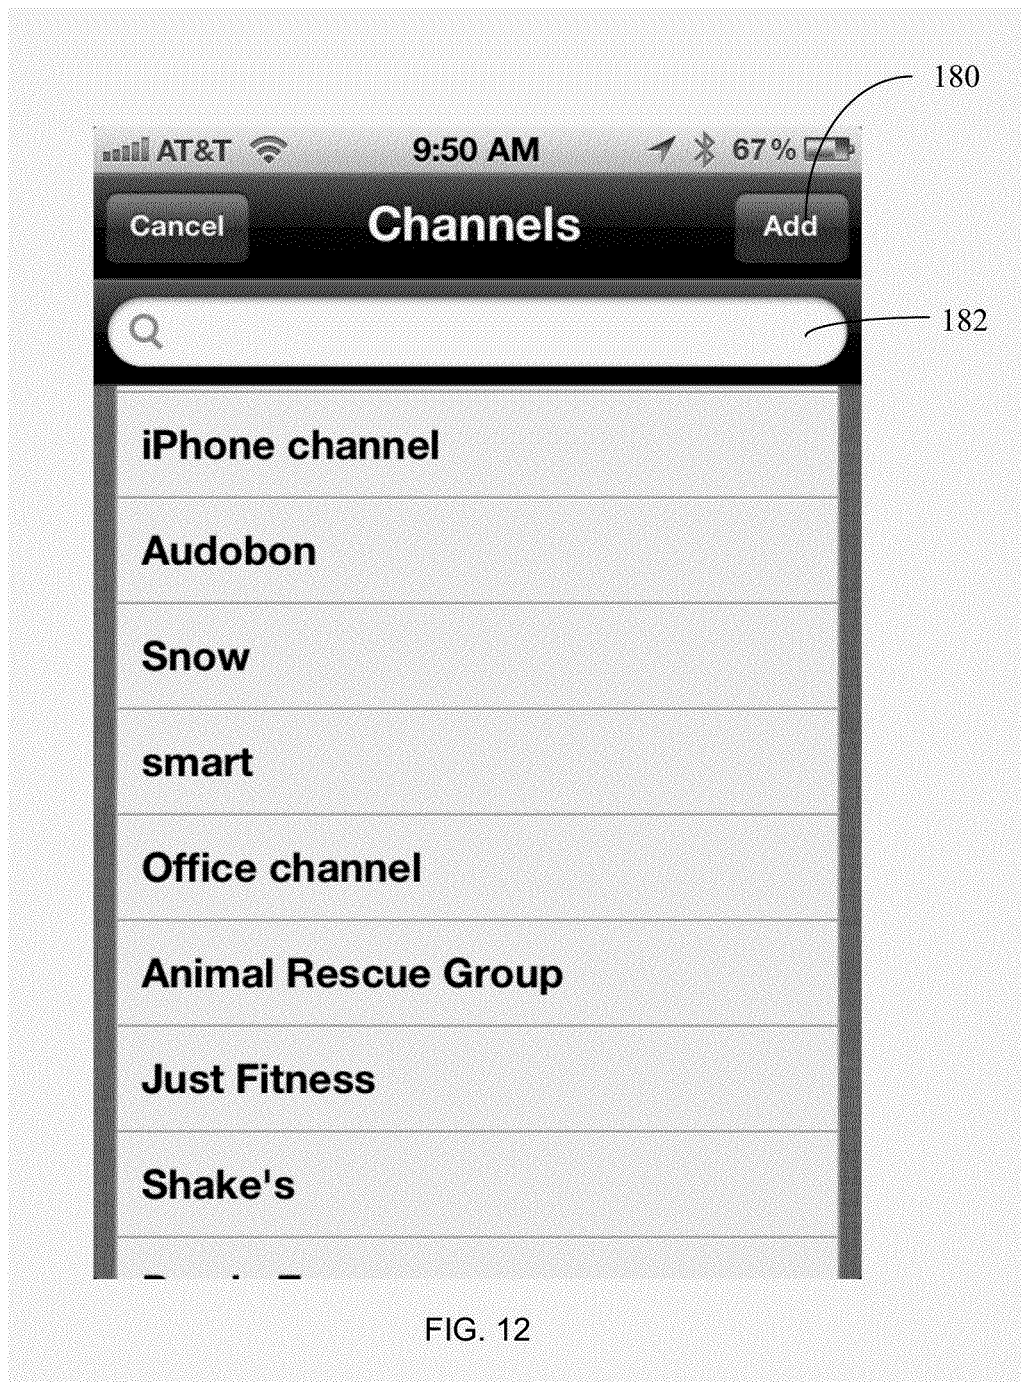 180
AT&T 9:50 AM 67%
Cancel Channels Add
182
iPhone channel
Audobon
Snow
smart
Office channel
Animal Rescue Group
Just Fitness
Shake's
FIG. 12